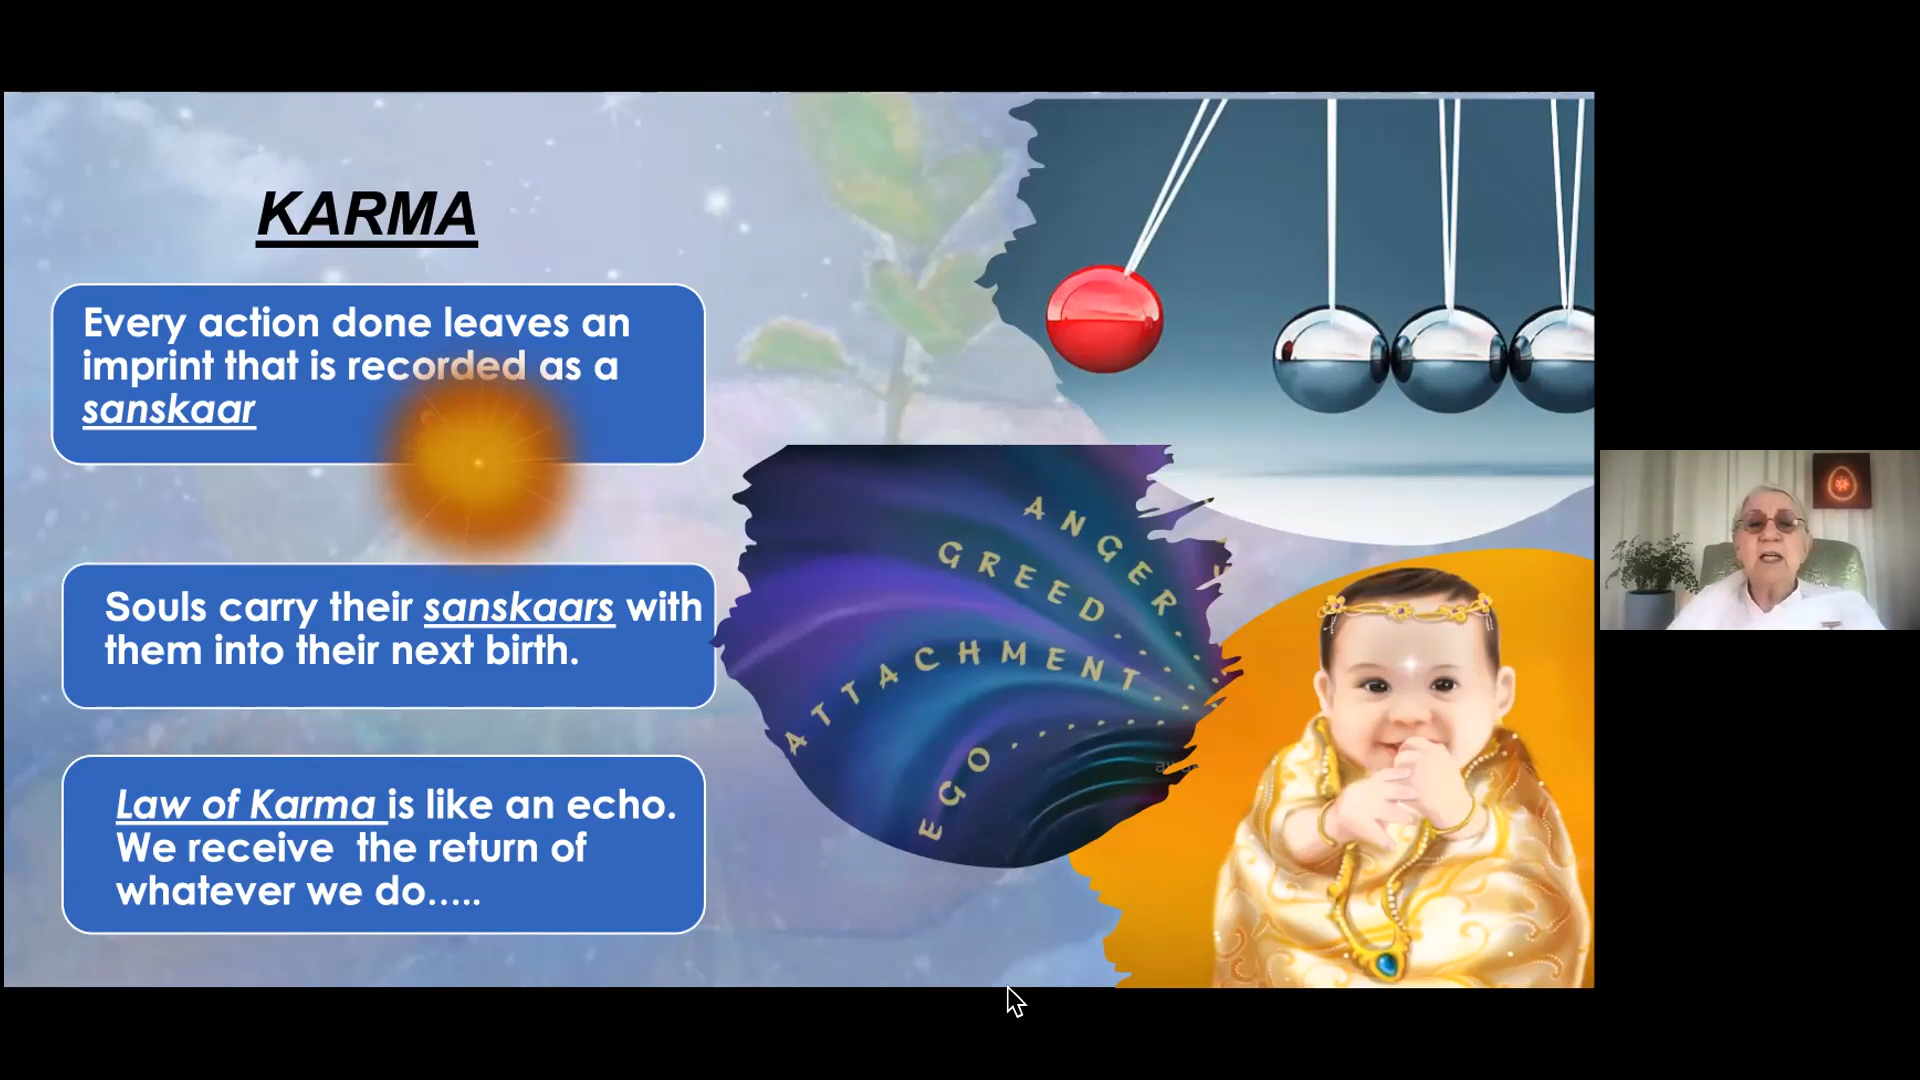 KARMA
Every action done leaves an
imprint that is recorded as a
sanskaar
Souls carry their sanskaars with
them into their next birth.
Law of Karma is like an echo.
We receive  the return of
whatever we do.....
ANGER
GREED
ATTACHMENT
EGO